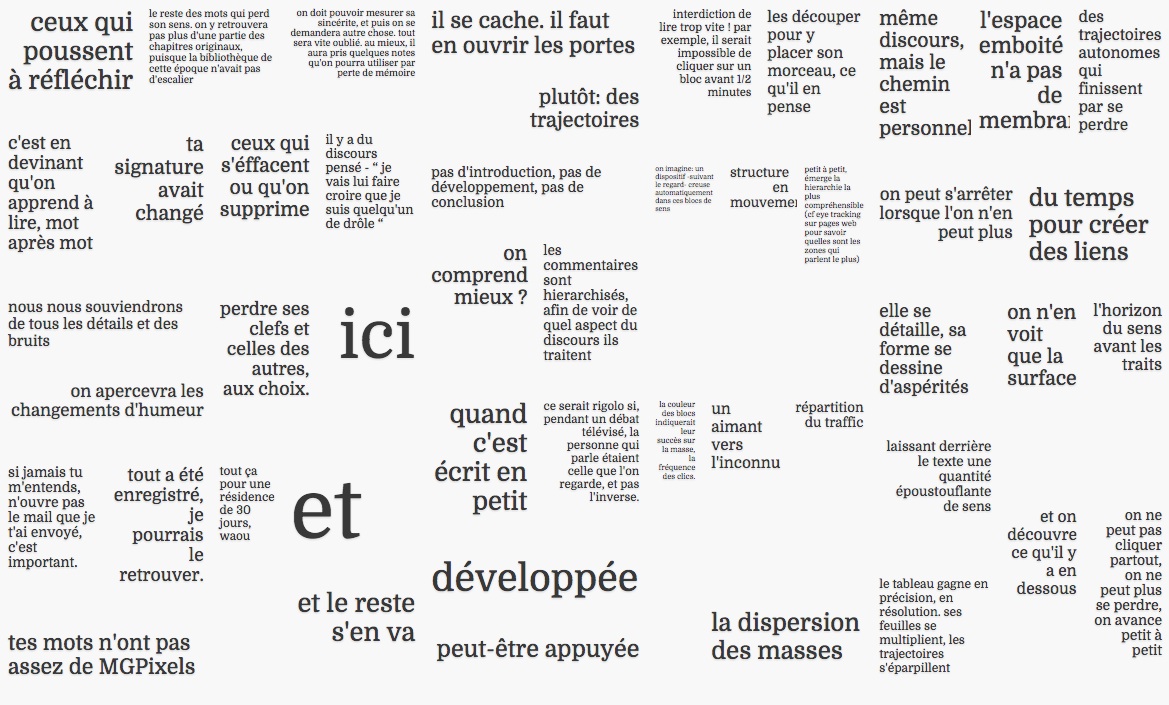 ceux qui
poussent
à réfléchir
le reste des mots qui perd
son sens. on y retrouvera
pas plus d'une partie des
chapitres originaux,
puisque la bibliothèque de
cette époque n'avait pas
d'escalier
on doit pouvoir mesurer sa
sincérite, et puis on se
demandera autre chose. tout
sera vite oublié. au mieux, il
aura pris quelques notes
qu'on pourra utiliser par
perte de mémoire
il se cache. il faut
en ouvrir les portes
plutôt: des
trajectoires
interdiction de
lire trop vite ! par
exemple, il serait
impossible de
cliquer sur un
bloc avant 1/2
minutes
les découper
pour y
placer son
morceau, ce
qu'il en
pense
même
discours,
mais le
chemin
est
personnel
l'espace
emboité
n'a pas
de
membra
des
trajectoires
autonomes
qui
finissent
par se
perdre
c'est en
devinant
qu'on
apprend à
lire, mot
après mot
ta
signature
avait
changé
ceux qui
s'éffacent
ou qu'on
supprime
il y a du
discours
pensé - “ je
vais lui faire
croire que je
suis quelqu'un
de drôle “
pas d'introduction, pas de
développement, pas de
conclusion
on imagine: un
dispositif -suivant
le regard- creuse
automatiquement
dans ces blocs de
sens
structure
en
mouvemen
petit à petit,
émerge la
hierarchie la
plus
compréhensible
(cf eye tracking
sur pages web
pour savoir
quelles sont les
zones qui
parlent le plus)
on peut s'arrêter
lorsque l'on n'en
peut plus
du temps
pour créer
des liens
on
comprend
mieux ?
les
commentaires
sont
hierarchisés,
afin de voir de
quel aspect du
discours ils
traitent
nous nous souviendrons
de tous les détails et des
bruits
on apercevra les
changements d'humeur
perdre ses
clefs et
celles des
autres,
aux choix.
ici
elle se
détaille, sa
forme se
dessine
d'aspérités
on n'en
voit
que la
surface
l'horizon
du sens
avant les
traits
quand
c'est
écrit en
petit
ce serait rigolo si,
pendant un débat
télévisé, la
personne qui
parle étaient
celle que l'on
regarde, et pas
l'inverse.
la couleur
des blocs
indiquerait
leur
succès sur
la masse,
la
fréquence
des clics.
un
aimant
vers
l'inconnu
répartition
du traffic
laissant derrière
le texte une
quantité
époustouflante
de sens
si jamais tu
m'entends,
n'ouvre pas
le mail que je
t'ai envoyé,
c'est
important.
tout a été
enregistré,
je
pourrais
le
retrouver.
tout ça
pour une
résidence
de 30
jours,
waou
et
et le reste
s'en va
développée
peut-être appuyée
la dispersion
des masses
et on
découvre
ce qu'il y
a en
dessous
on ne
peut pas
cliquer
partout,
on ne
peut plus
se perdre,
on avance
petit à
petit
le tableau gagne en
précision, en
résolution. ses
feuilles se
multiplient, les
trajectoires
s'éparpillent
tes mots n'ont pas
assez de MGPixels